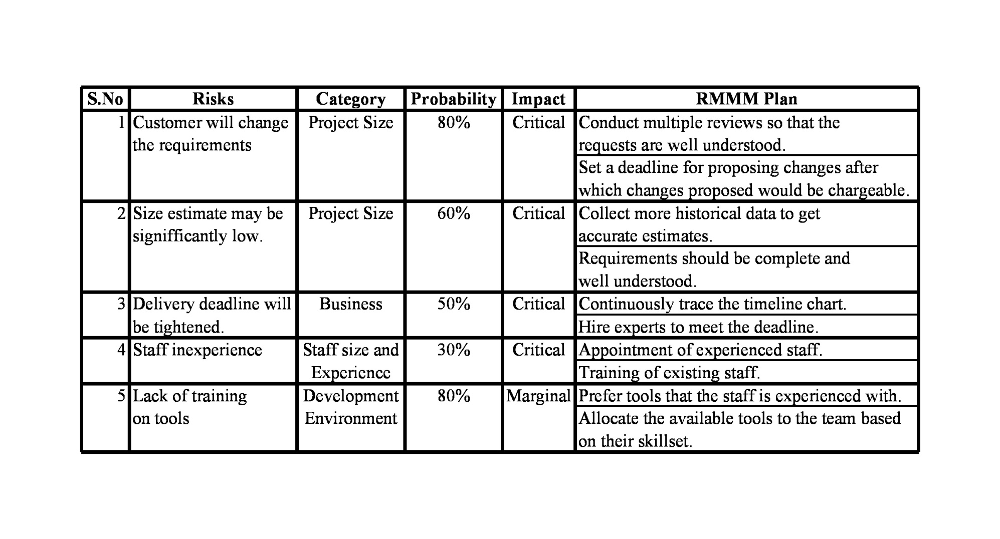 S.No Risks Category Probability Impact RMMM Plan
1 Customer will change Project Size 80% Critical Conduct multiple reviews so that the
the requirements requests are well understood.
Set a deadline for proposing changes after
which changes proposed would be chargeable.
2 Size estimate may be Project Size 60% Critical Collect more historical data to get
signifficantly low. accurate estimates.
Requirements should be complete and
well understood.
3 Delivery deadline will Business 50% Critical Continuously trace the timeline chart.
be tightened. Hire experts to meet the deadline.
4 Staff inexperience Staff size and 30% Critical Appointment of experienced staff.
Experience Training of existing staff.
5 Lack of training Development 80% Marginal Prefer tools that the staff is experienced with.
on tools Environment Allocate the available tools to the team based
on their skillset.